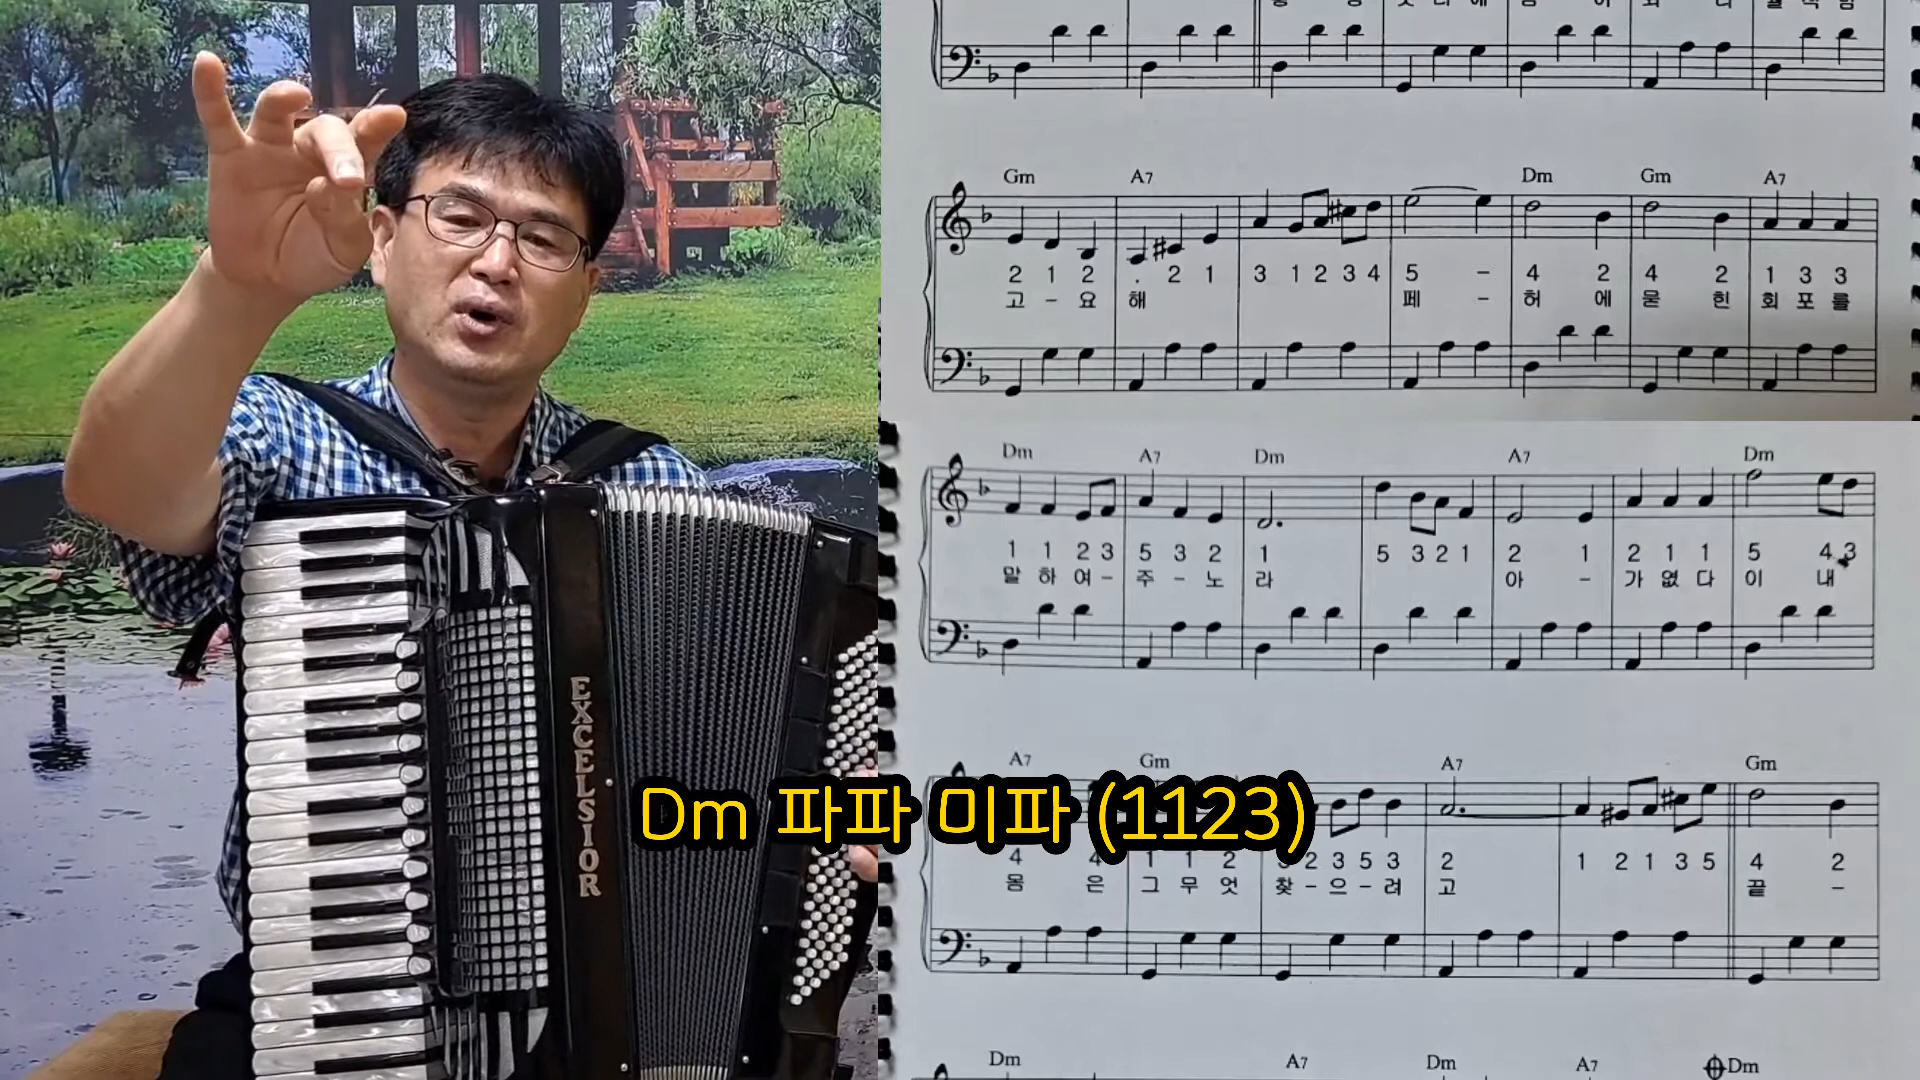 Gm A7 Dm Gm A7
2 1 2 . 2 1 3 1 2 3 4 5 - 4 2 4 2 1 3 3
고 - 요 해 페 - 허 에 묻 힌 회 포 를
Dm A7 Dm A7 Dm
1 1 2 3 5 3 2 1 5 3 2 1 2 1 2 1 1 5 4 3
말 하 여 - 주 - 노 라 아 - 가 없 다 이 내
A7 Gm A7 Gm
Dm 파파 미파 (1123)
4 4 1 1 2 3 2 3 5 3 2 1 2 1 3 5 4 2
몸 은 그 무 엇 찾 - 으 - 려 고 끝 -
Dm A7 Dm A7 Dm
EXCELSIOR